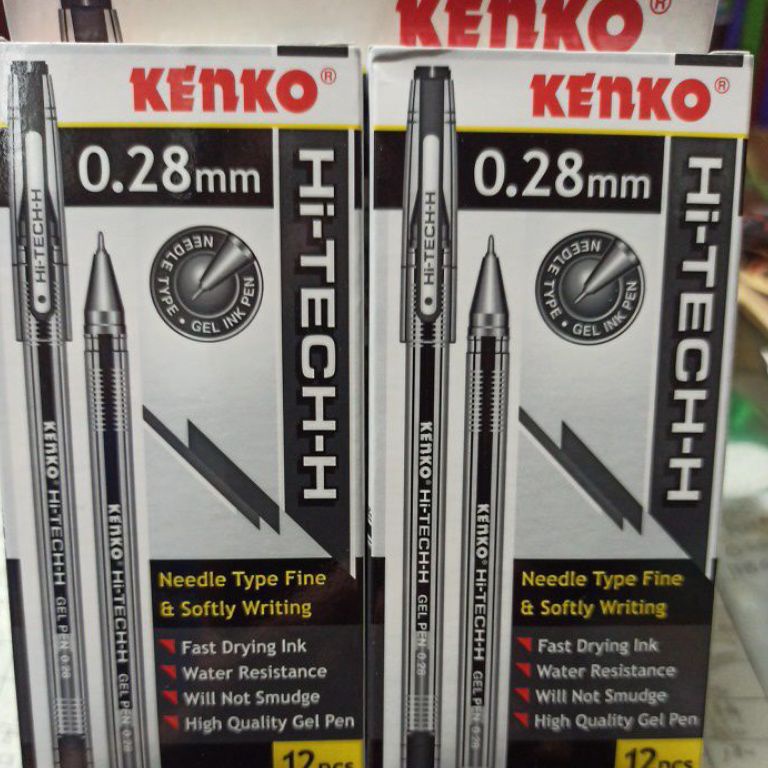 KENKO®
KENKO®
0.28mm
Hi-TECH-H
NEEDLE TYPE • GEL INK PEN •
Hi-TECH-H
KENKO® Hi-TECH-H GEL PEN 0.28
KENKO® Hi-TECH-H GEL PEN 0.28
Needle Type Fine
& Softly Writing
Fast Drying Ink
Water Resistance
Will Not Smudge
High Quality Gel Pen
12pcs
KENKO®
0.28mm
Hi-TECH-H
NEEDLE TYPE • GEL INK PEN •
Hi-TECH-H
KENKO® Hi-TECH-H GEL PEN 0.28
KENKO® Hi-TECH-H GEL PEN 0.28
Needle Type Fine
& Softly Writing
Fast Drying Ink
Water Resistance
Will Not Smudge
High Quality Gel Pen
12pcs